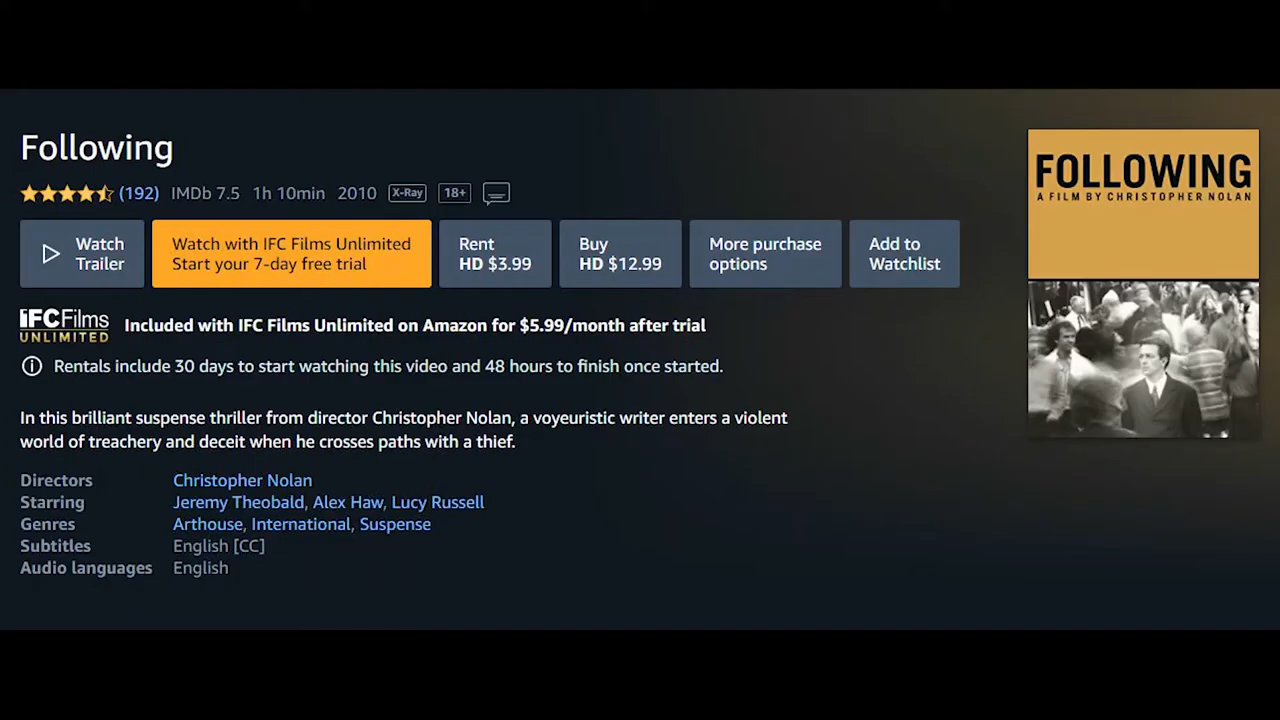 Following
(192) IMDb 7.5 1h 10min 2010 X-Ray 18+
Watch
Trailer
Watch with IFC Films Unlimited
Start your 7-day free trial
Rent
HD $3.99
Buy
HD $12.99
More purchase
options
Add to
Watchlist
IFC Films
UNLIMITED
Included with IFC Films Unlimited on Amazon for $5.99/month after trial
Rentals include 30 days to start watching this video and 48 hours to finish once started.
In this brilliant suspense thriller from director Christopher Nolan, a voyeuristic writer enters a violent
world of treachery and deceit when he crosses paths with a thief.
Directors Christopher Nolan
Starring Jeremy Theobald, Alex Haw, Lucy Russell
Genres Arthouse, International, Suspense
Subtitles English [CC]
Audio languages English
FOLLOWING
A FILM BY CHRISTOPHER NOLAN